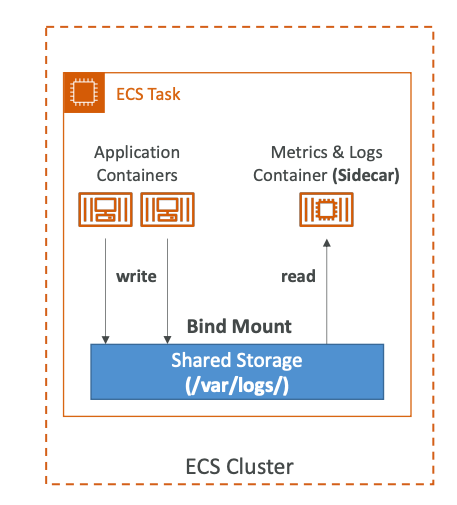 ECS Task
Application
Containers
Metrics & Logs
Container (Sidecar)
write
read
Bind Mount
Shared Storage
(/var/logs/)
ECS Cluster